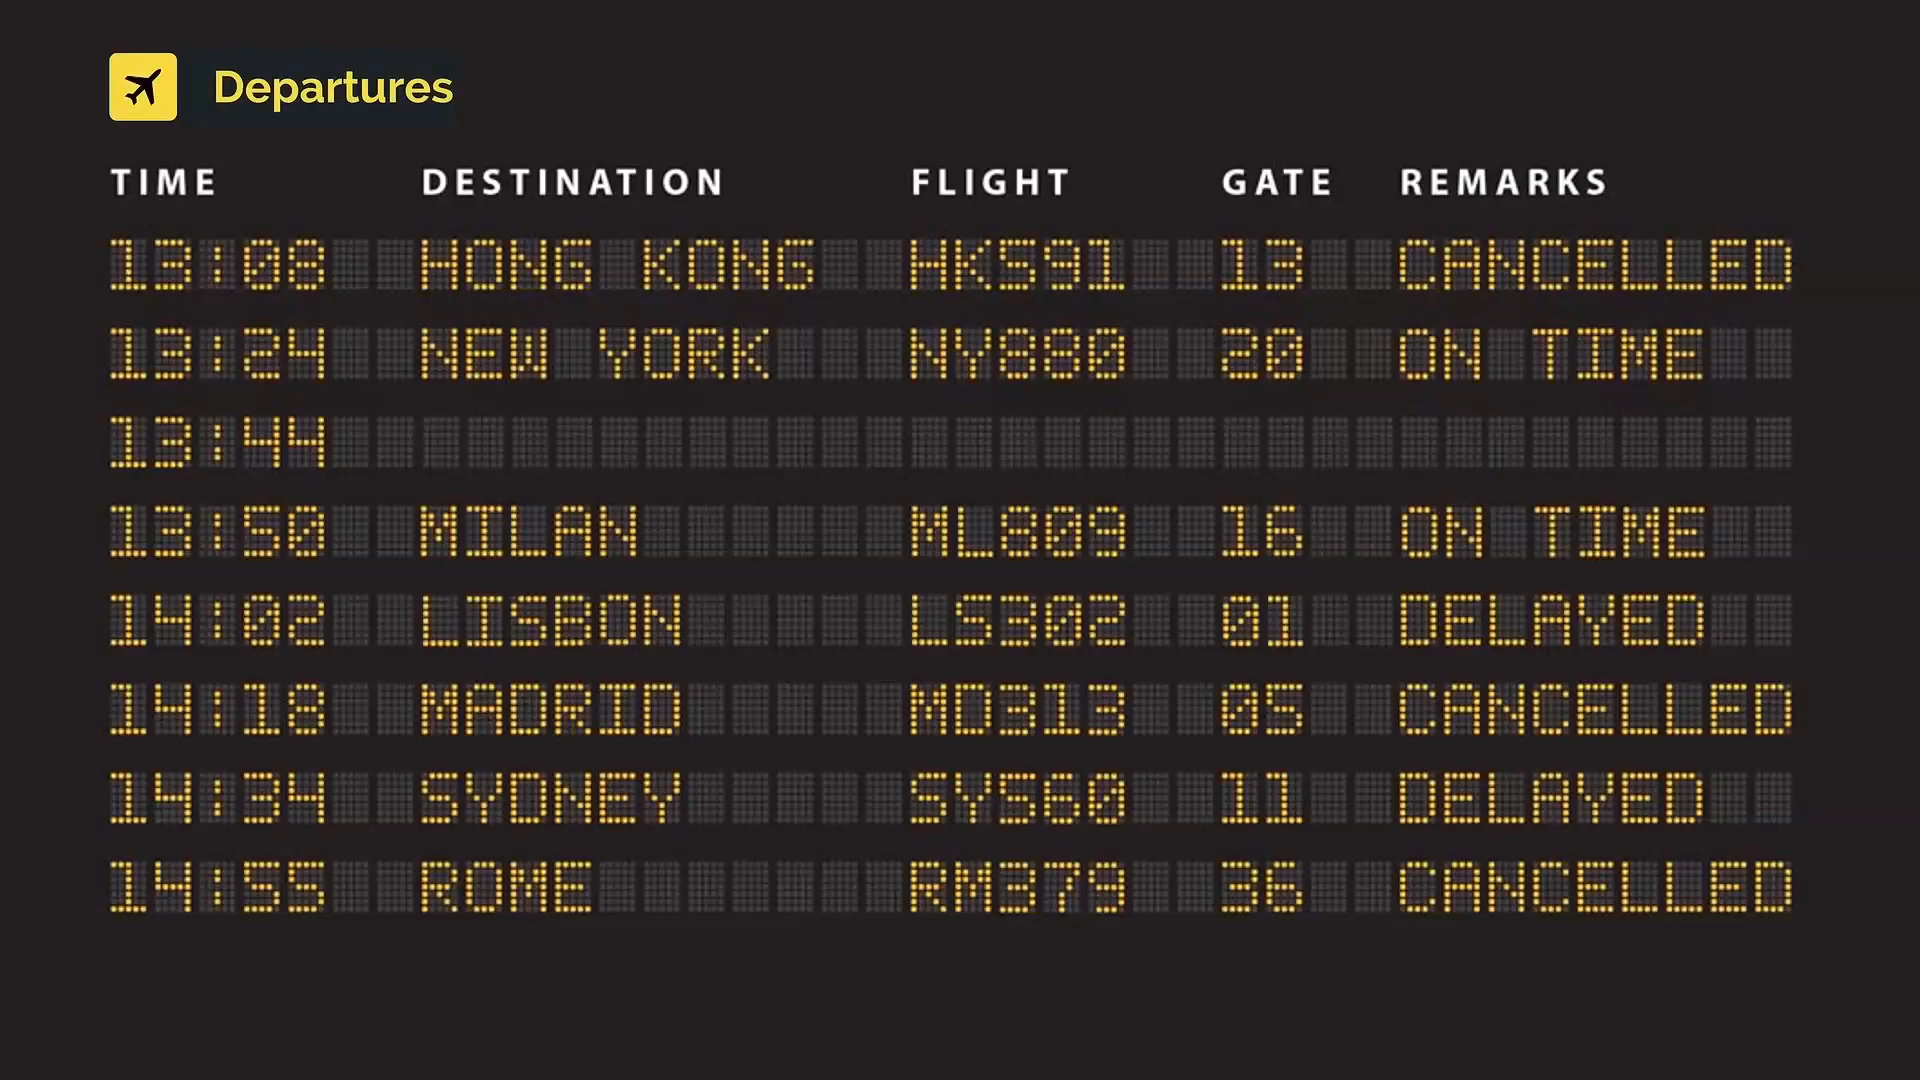 Departures
TIME DESTINATION FLIGHT GATE REMARKS
13:08 HONG KONG HK591 13 CANCELLED
13:24 NEW YORK NY880 20 ON TIME
13:44
13:50 MILAN ML809 16 ON TIME
14:02 LISBON LS302 01 DELAYED
14:18 MADRID MD313 05 CANCELLED
14:34 SYDNEY SY560 11 DELAYED
14:55 ROME RM379 36 CANCELLED